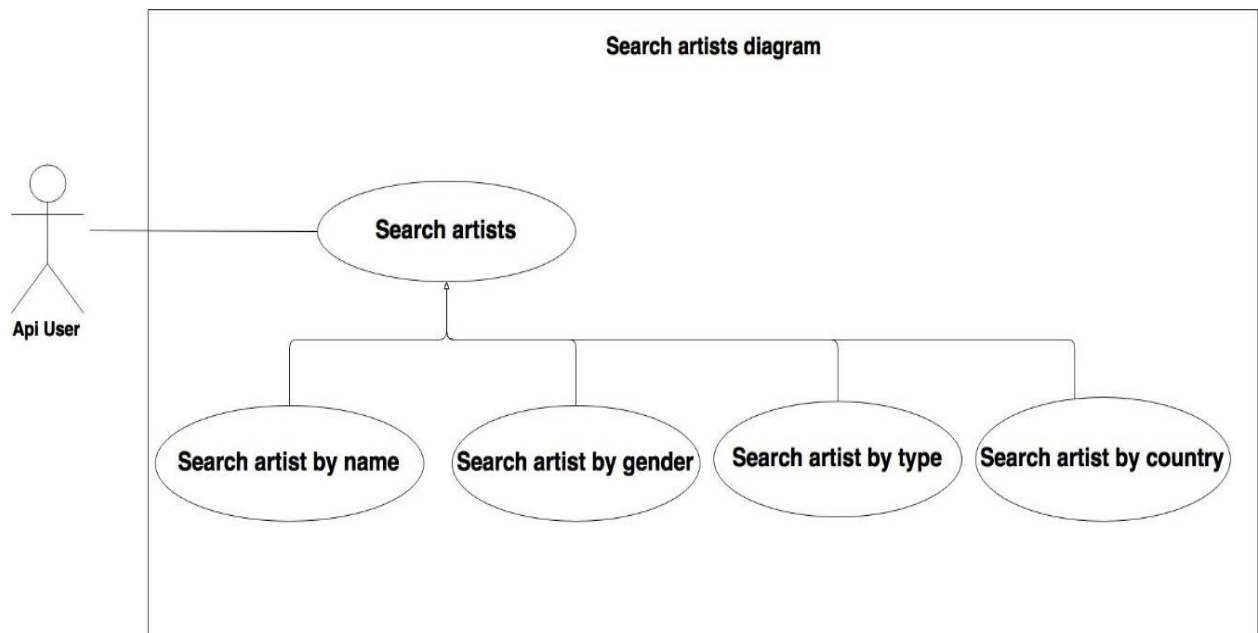 Search artists diagram
Search artists
Api User
Search artist by name
Search artist by gender
Search artist by type
Search artist by country